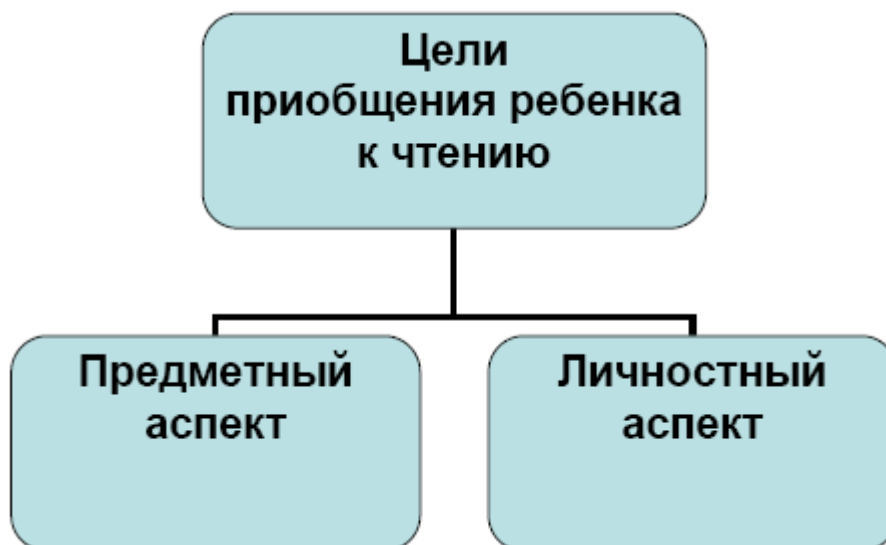 Цели
приобщения ребенка
к чтению
Предметный
аспект
Личностный
аспект